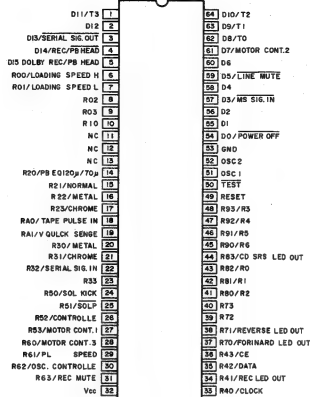 D11/T3 1
D12 2
D13/SERIAL SIG. OUT 3
D14/REC/PB HEAD 4
D15 DOLBY REC/PB HEAD 5
R00/LOADING SPEED H 6
R01/LOADING SPEED L 7
R02 8
R03 9
R10 10
NC 11
NC 12
NC 13
R20/PB EQ120μ/70μ 14
R21/NORMAL 15
R22/METAL 16
R23/CHROME 17
RA0/TAPE PULSE IN 18
RA1/V QULCK SENGE 19
R30/METAL 20
R31/CHROME 21
R32/SERIAL SIG. IN 22
R33 23
R50/SOL KICK 24
R51/SOLP 25
R52/CONTROLLE 26
R53/MOTOR CONT.1 27
R60/MOTOR CONT.3 28
R61/PL SPEED 29
R62/OSC. CONTROLLE 30
R63/REC MUTE 31
Vcc 32
64 D10/T2
63 D9/T1
62 D8/T0
61 D7/MOTOR CONT.2
60 D6
59 D5/LINE MUTE
58 D4
57 D3/MS SIG. IN
56 D2
55 D1
54 D0/POWER OFF
53 GND
52 OSC2
51 OSC1
50 TEST
49 RESET
48 R93/R3
47 R92/R4
46 R91/R5
45 R90/R6
44 R83/CD SRS LED OUT
43 R82/R0
42 R81/R1
41 R80/R2
40 R73
39 R72
38 R71/REVERSE LED OUT
37 R70/FORINARD LED OUT
36 R43/CE
35 R42/DATA
34 R41/REC LED OUT
33 R40/CLOCK